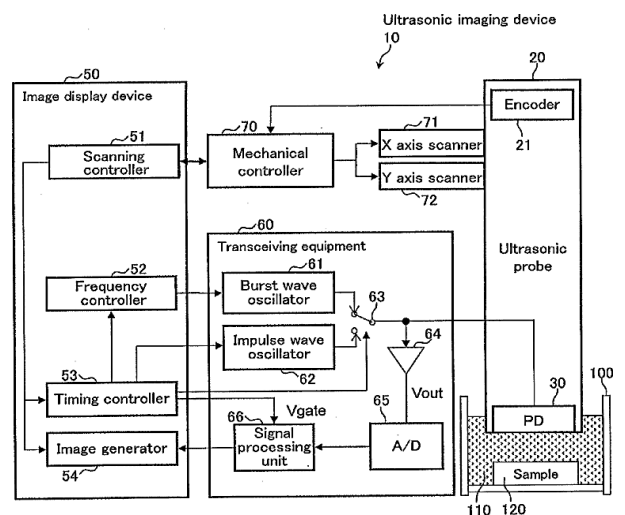 Ultrasonic imaging device
10
50
20
Image display device
Encoder
21
51
Scanning
controller
70
Mechanical
controller
71
X axis scanner
Y axis scanner
72
60
Transceiving equipment
Ultrasonic
probe
52
Frequency
controller
61
Burst wave
oscillator
63
Impulse wave
oscillator
62
64
53
Timing controller
Vgate
Vout
30
PD
100
66
Signal
processing
unit
65
A/D
Image generator
54
Sample
110
120